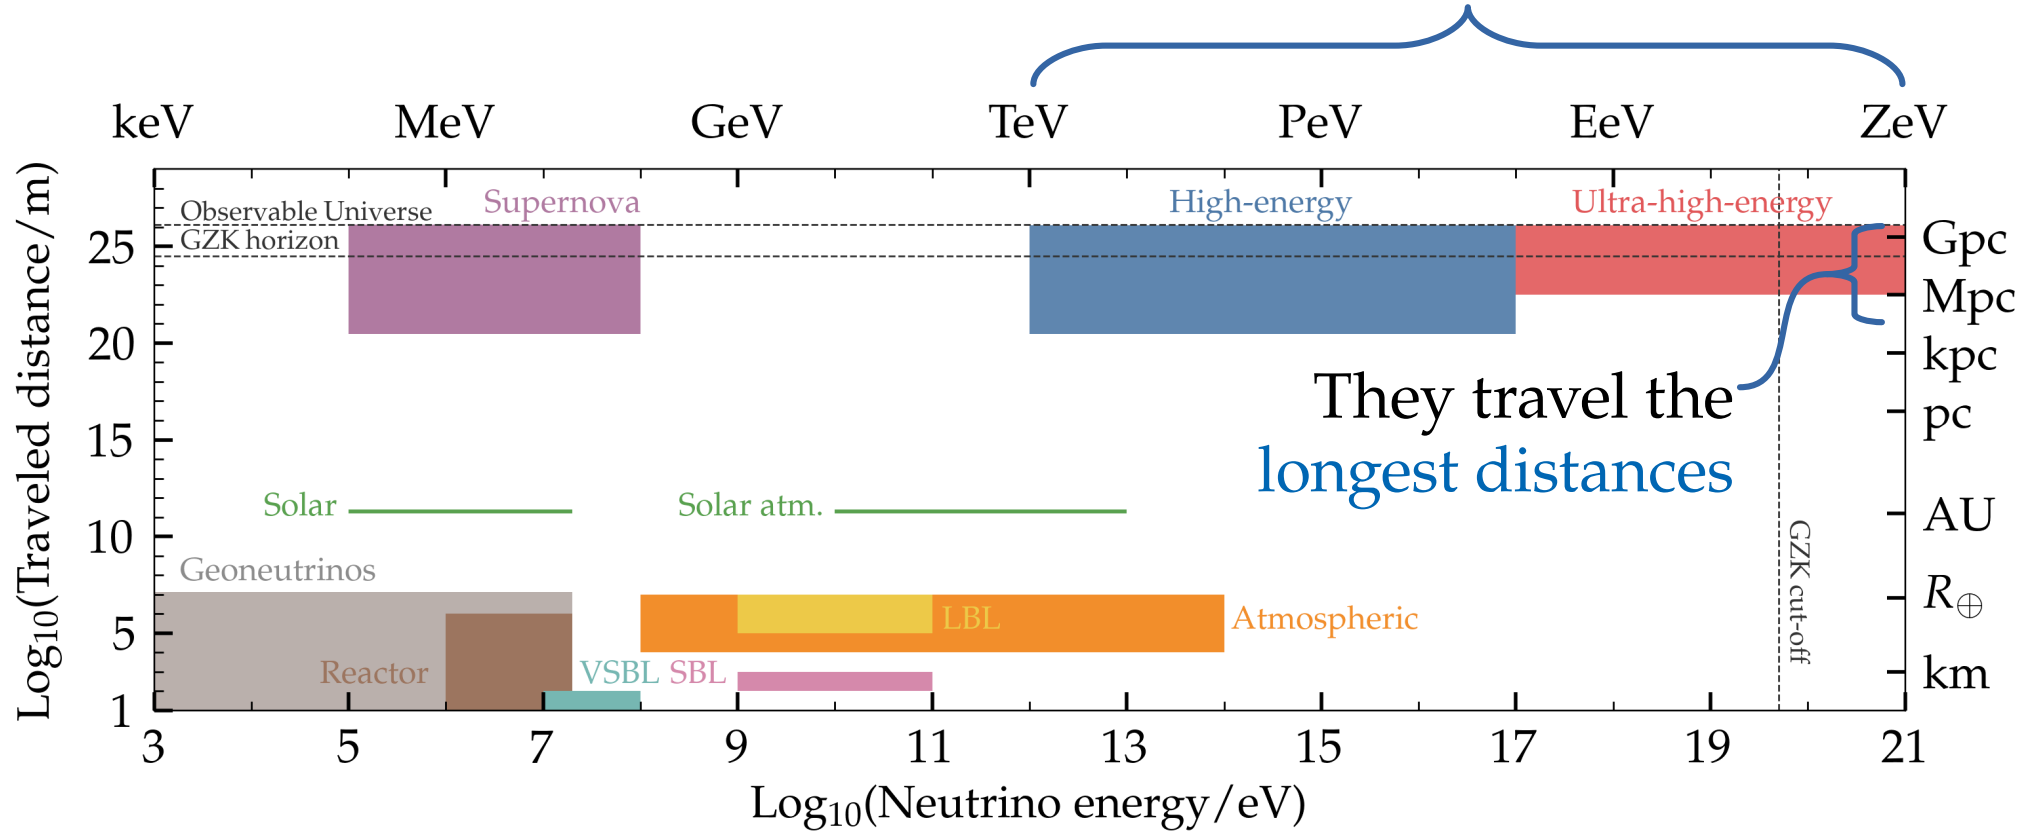 keV MeV GeV TeV PeV EeV ZeV
Observable Universe
GZK horizon
Supernova
High-energy
Ultra-high-energy
Log10(Traveled distance/m)
25
20
15
10
5
1
Gpc
Mpc
kpc
pc
AU
R⊕
km
They travel the
longest distances
Solar
Solar atm.
GZK cut-off
Geoneutrinos
LBL
Atmospheric
Reactor
VSBL
SBL
3 5 7 9 11 13 15 17 19 21
Log10(Neutrino energy/eV)